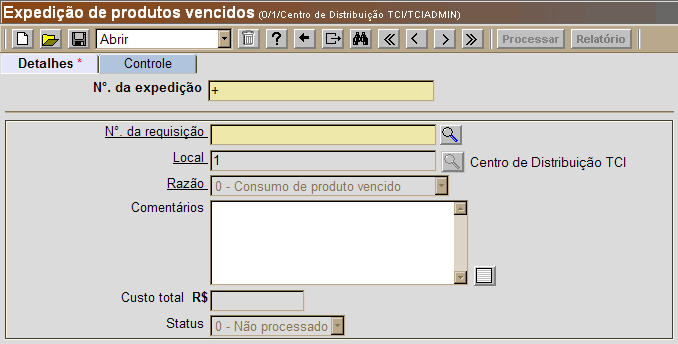 Expedição de produtos vencidos (0/1/Centro de Distribuição TCI/TCIADMIN)
Abrir ? Processar Relatório
Detalhes * Controle
N°. da expedição +
N°. da requisição
Local 1 Centro de Distribuição TCI
Razão 0 - Consumo de produto vencido
Comentários
Custo total R$
Status 0 - Não processado